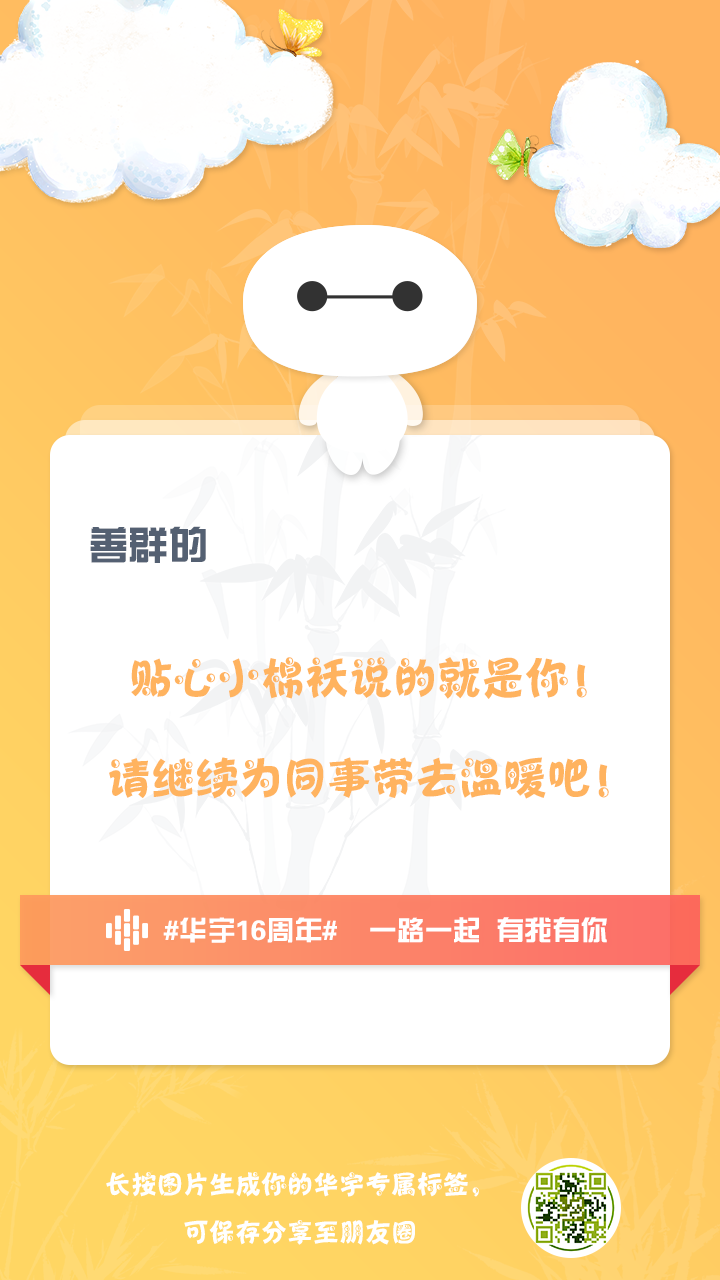 善群的
贴心小棉袄说的就是你!
请继续为同事带去温暖吧!
#华宇16周年# 一路一起 有我有你
长按图片生成你的华宇专属标签,
可保存分享至朋友圈